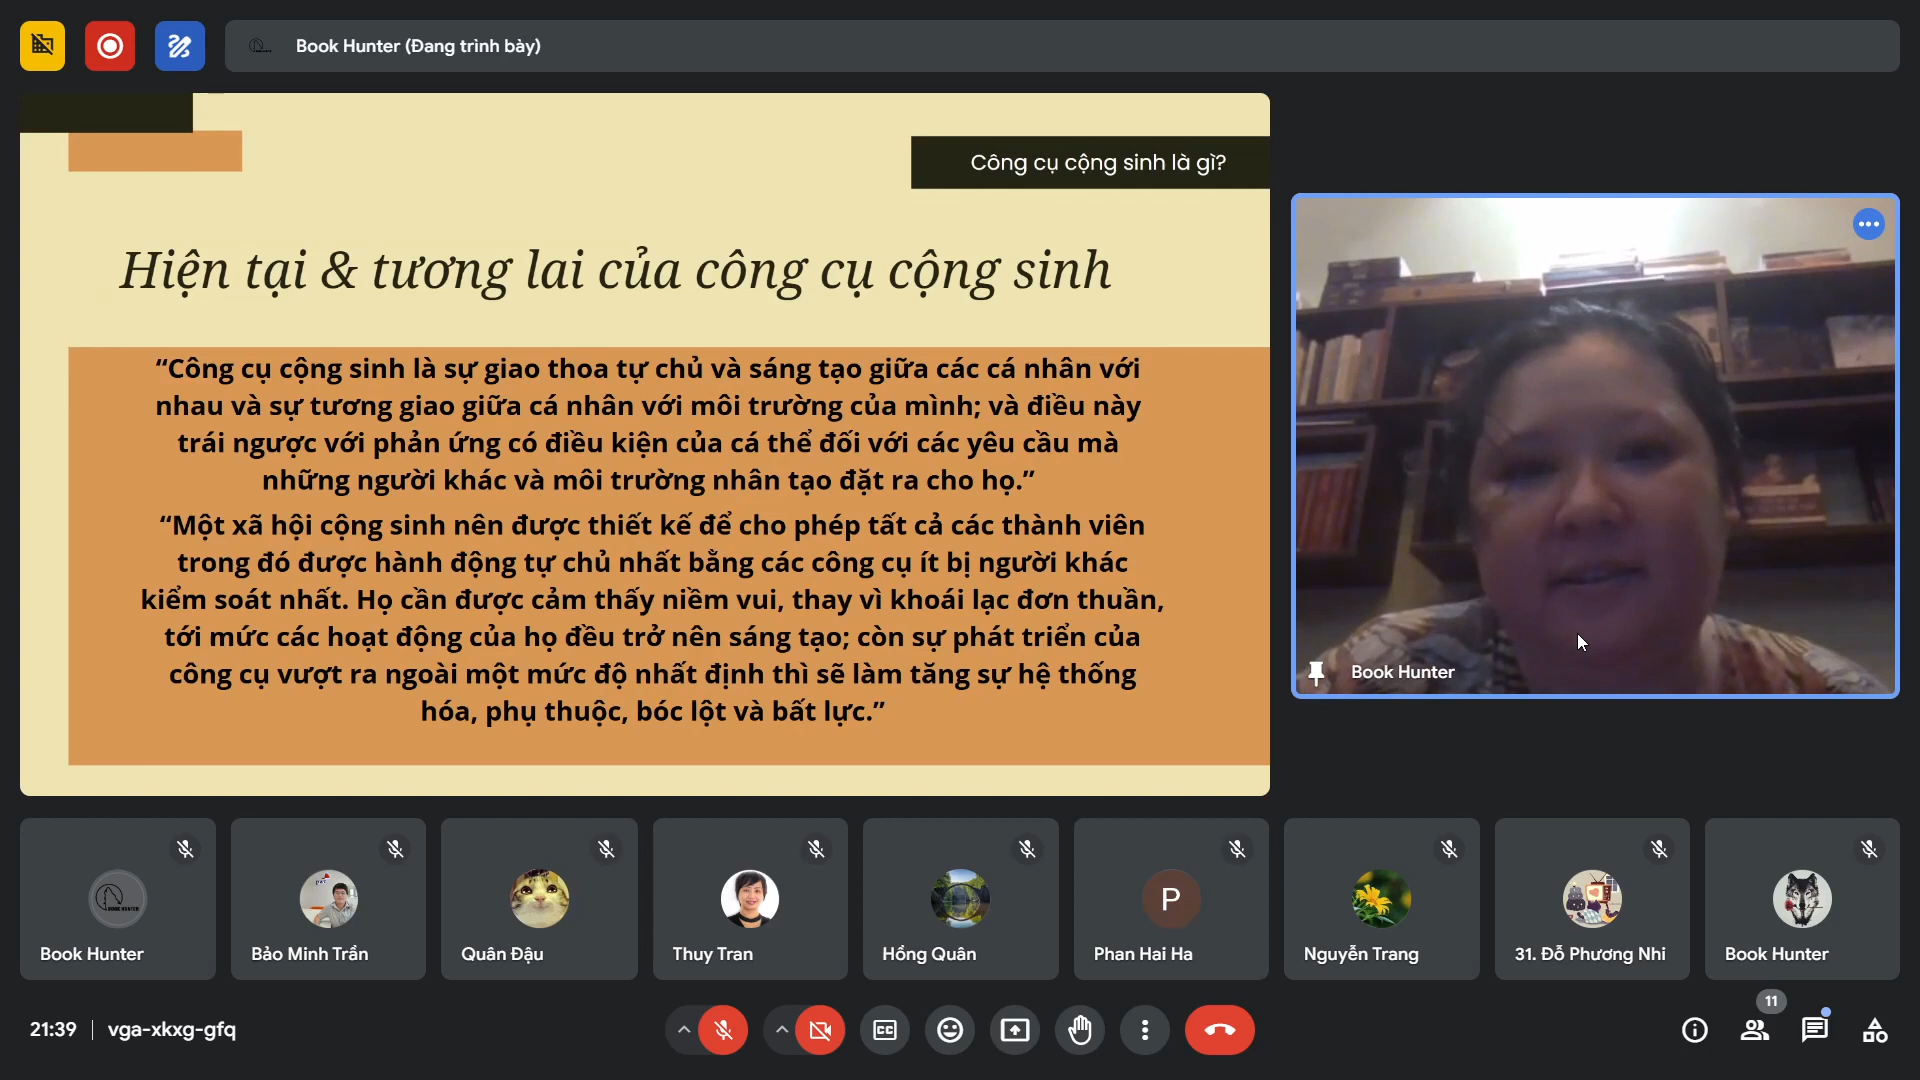 Book Hunter (Đang trình bày)
Công cụ cộng sinh là gì?
Hiện tại & tương lai của công cụ cộng sinh
“Công cụ cộng sinh là sự giao thoa tự chủ và sáng tạo giữa các cá nhân với
nhau và sự tương giao giữa cá nhân với môi trường của mình; và điều này
trái ngược với phản ứng có điều kiện của cá thể đối với các yêu cầu mà
những người khác và môi trường nhân tạo đặt ra cho họ.”
“Một xã hội cộng sinh nên được thiết kế để cho phép tất cả các thành viên
trong đó được hành động tự chủ nhất bằng các công cụ ít bị người khác
kiểm soát nhất. Họ cần được cảm thấy niềm vui, thay vì khoái lạc đơn thuần,
tới mức các hoạt động của họ đều trở nên sáng tạo; còn sự phát triển của
công cụ vượt ra ngoài một mức độ nhất định thì sẽ làm tăng sự hệ thống
hóa, phụ thuộc, bóc lột và bất lực.”
Book Hunter
BOOK HUNTER
P
Book Hunter
Bảo Minh Trần
Quân Đậu
Thuy Tran
Hồng Quân
Phan Hai Ha
Nguyễn Trang
31. Đỗ Phương Nhi
Book Hunter
21:39
vga-xkxg-gfq
CC
11